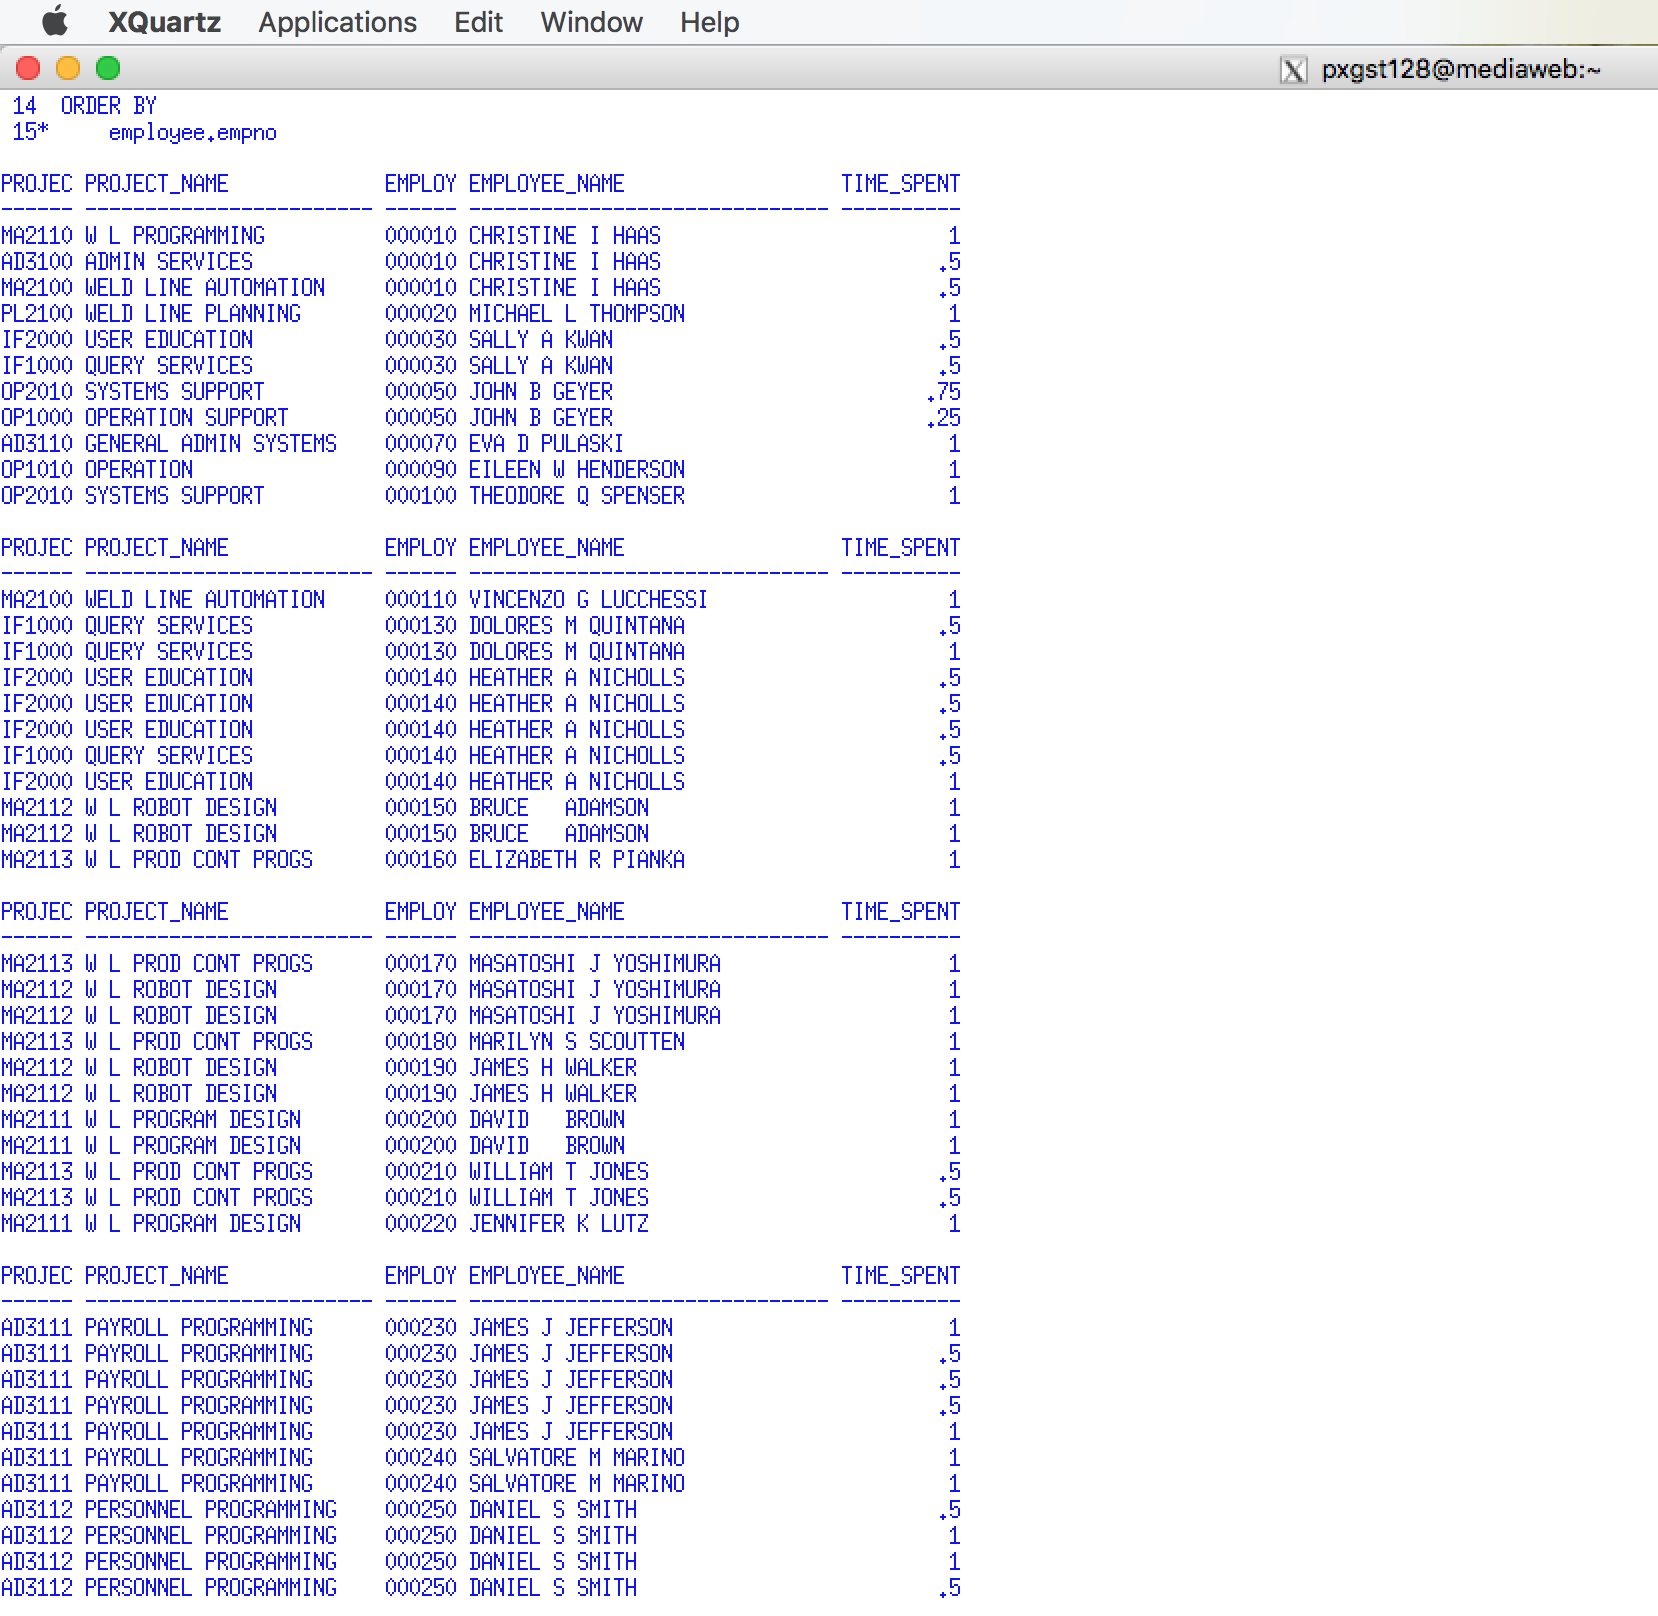 XQuartz Applications Edit Window Help
pxgst128@mediaweb:~
14  ORDER BY
15*     employee.empno
PROJEC PROJECT_NAME             EMPLOY EMPLOYEE_NAME                  TIME_SPENT
------ ------------------------ ------ ------------------------------ ----------
MA2110 W L PROGRAMMING          000010 CHRISTINE I HAAS                        1
AD3100 ADMIN SERVICES           000010 CHRISTINE I HAAS                       .5
MA2100 WELD LINE AUTOMATION     000010 CHRISTINE I HAAS                       .5
PL2100 WELD LINE PLANNING       000020 MICHAEL L THOMPSON                      1
IF2000 USER EDUCATION           000030 SALLY A KWAN                           .5
IF1000 QUERY SERVICES           000030 SALLY A KWAN                           .5
OP2010 SYSTEMS SUPPORT          000050 JOHN B GEYER                          .75
OP1000 OPERATION SUPPORT        000050 JOHN B GEYER                          .25
AD3110 GENERAL ADMIN SYSTEMS    000070 EVA D PULASKI                           1
OP1010 OPERATION                000090 EILEEN W HENDERSON                      1
OP2010 SYSTEMS SUPPORT          000100 THEODORE Q SPENSER                      1
PROJEC PROJECT_NAME             EMPLOY EMPLOYEE_NAME                  TIME_SPENT
------ ------------------------ ------ ------------------------------ ----------
MA2100 WELD LINE AUTOMATION     000110 VINCENZO G LUCCHESSI                    1
IF1000 QUERY SERVICES           000130 DOLORES M QUINTANA                     .5
IF1000 QUERY SERVICES           000130 DOLORES M QUINTANA                      1
IF2000 USER EDUCATION           000140 HEATHER A NICHOLLS                     .5
IF2000 USER EDUCATION           000140 HEATHER A NICHOLLS                     .5
IF2000 USER EDUCATION           000140 HEATHER A NICHOLLS                     .5
IF1000 QUERY SERVICES           000140 HEATHER A NICHOLLS                     .5
IF2000 USER EDUCATION           000140 HEATHER A NICHOLLS                      1
MA2112 W L ROBOT DESIGN         000150 BRUCE   ADAMSON                         1
MA2112 W L ROBOT DESIGN         000150 BRUCE   ADAMSON                         1
MA2113 W L PROD CONT PROGS      000160 ELIZABETH R PIANKA                      1
PROJEC PROJECT_NAME             EMPLOY EMPLOYEE_NAME                  TIME_SPENT
------ ------------------------ ------ ------------------------------ ----------
MA2113 W L PROD CONT PROGS      000170 MASATOSHI J YOSHIMURA                   1
MA2112 W L ROBOT DESIGN         000170 MASATOSHI J YOSHIMURA                   1
MA2112 W L ROBOT DESIGN         000170 MASATOSHI J YOSHIMURA                   1
MA2113 W L PROD CONT PROGS      000180 MARILYN S SCOUTTEN                      1
MA2112 W L ROBOT DESIGN         000190 JAMES H WALKER                          1
MA2112 W L ROBOT DESIGN         000190 JAMES H WALKER                          1
MA2111 W L PROGRAM DESIGN       000200 DAVID   BROWN                           1
MA2111 W L PROGRAM DESIGN       000200 DAVID   BROWN                           1
MA2113 W L PROD CONT PROGS      000210 WILLIAM T JONES                        .5
MA2113 W L PROD CONT PROGS      000210 WILLIAM T JONES                        .5
MA2111 W L PROGRAM DESIGN       000220 JENNIFER K LUTZ                         1
PROJEC PROJECT_NAME             EMPLOY EMPLOYEE_NAME                  TIME_SPENT
------ ------------------------ ------ ------------------------------ ----------
AD3111 PAYROLL PROGRAMMING      000230 JAMES J JEFFERSON                       1
AD3111 PAYROLL PROGRAMMING      000230 JAMES J JEFFERSON                      .5
AD3111 PAYROLL PROGRAMMING      000230 JAMES J JEFFERSON                      .5
AD3111 PAYROLL PROGRAMMING      000230 JAMES J JEFFERSON                      .5
AD3111 PAYROLL PROGRAMMING      000230 JAMES J JEFFERSON                       1
AD3111 PAYROLL PROGRAMMING      000240 SALVATORE M MARINO                      1
AD3111 PAYROLL PROGRAMMING      000240 SALVATORE M MARINO                      1
AD3112 PERSONNEL PROGRAMMING    000250 DANIEL S SMITH                         .5
AD3112 PERSONNEL PROGRAMMING    000250 DANIEL S SMITH                          1
AD3112 PERSONNEL PROGRAMMING    000250 DANIEL S SMITH                          1
AD3112 PERSONNEL PROGRAMMING    000250 DANIEL S SMITH                         .5